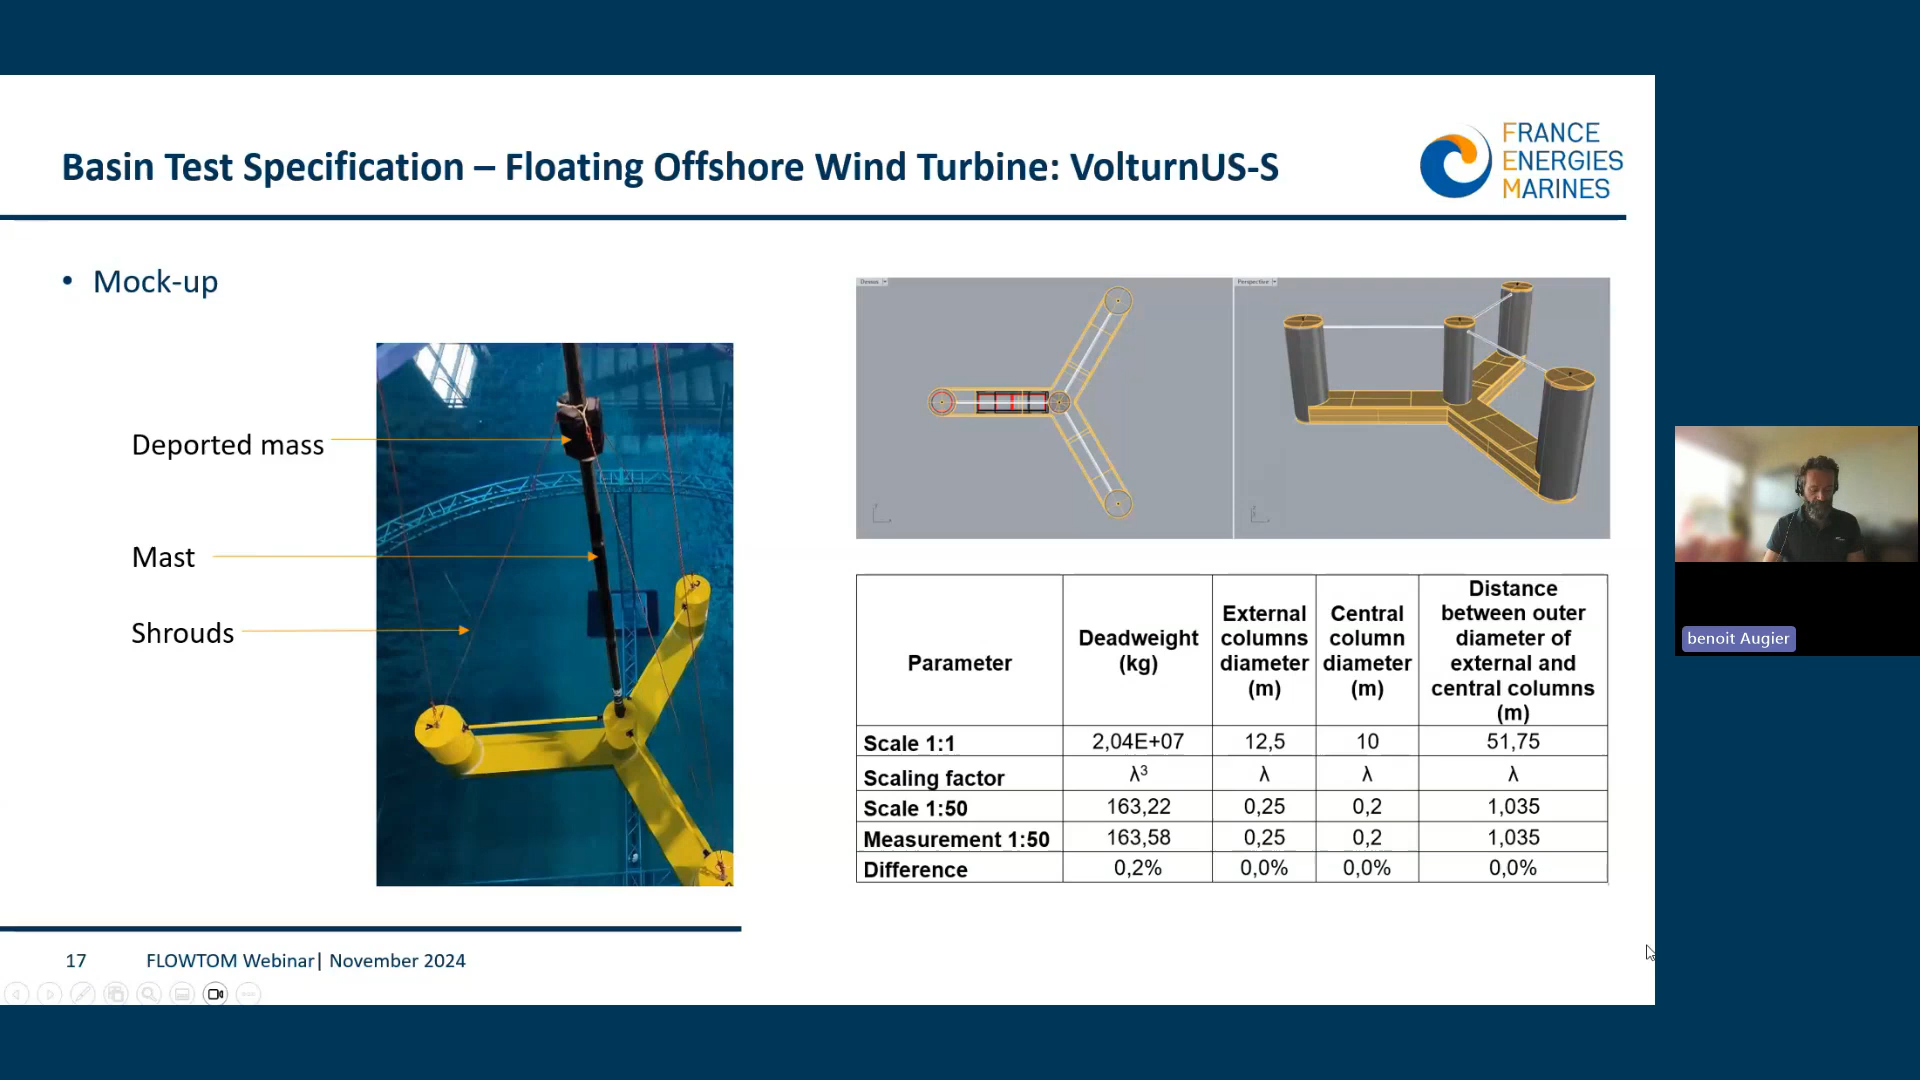 Basin Test Specification – Floating Offshore Wind Turbine: VolturnUS-S
FRANCE
ENERGIES
MARINES
• Mock-up
Deported mass
Mast
Shrouds
Perspective
Parameter
Deadweight
(kg)
External
columns
diameter
(m)
Central
column
diameter
(m)
Distance
between outer
diameter of
external and
central columns
(m)
Scale 1:1 2,04E+07 12,5 10 51,75
Scaling factor λ³ λ λ λ
Scale 1:50 163,22 0,25 0,2 1,035
Measurement 1:50 163,58 0,25 0,2 1,035
Difference 0,2% 0,0% 0,0% 0,0%
benoit Augier
17 FLOWTOM Webinar| November 2024